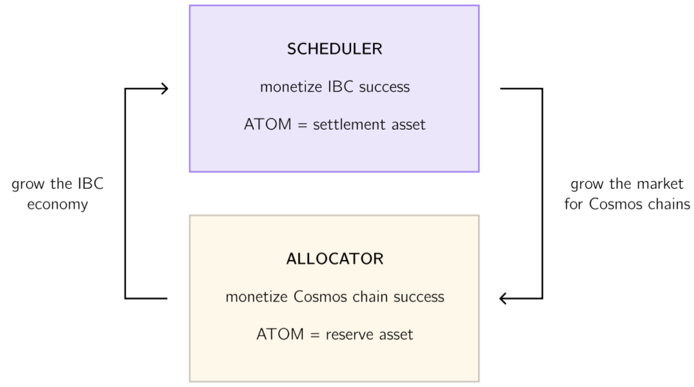 SCHEDULER
monetize IBC success
ATOM = settlement asset
grow the IBC
economy
grow the market
for Cosmos chains
ALLOCATOR
monetize Cosmos chain success
ATOM = reserve asset